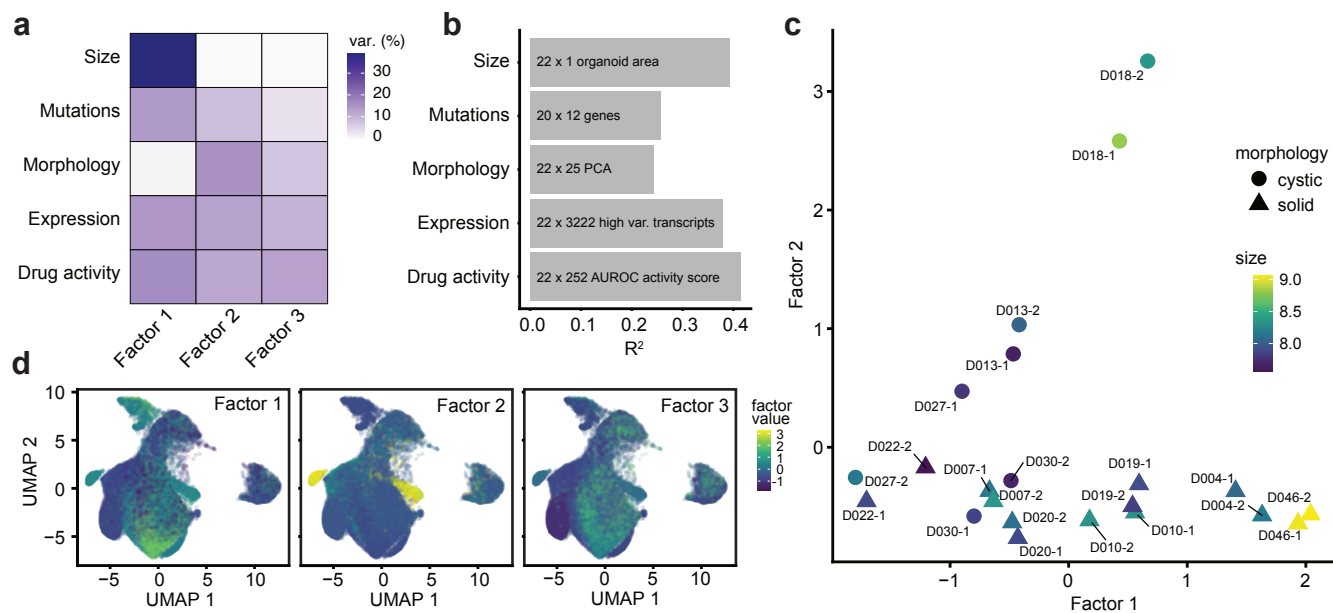 a
var. (%)
30
20
10
0
Size
Mutations
Morphology
Expression
Drug activity
Factor 1
Factor 2
Factor 3
b
Size
22 x 1 organoid area
Mutations
20 x 12 genes
Morphology
22 x 25 PCA
Expression
22 x 3222 high var. transcripts
Drug activity
22 x 252 AUROC activity score
0.0
0.1
0.2
0.3
0.4
R²
c
Factor 2
3
2
1
0
D018-2
D018-1
D013-2
D013-1
D027-1
D022-2
D007-1
D030-2
D019-1
D004-1
D027-2
D007-2
D019-2
D004-2
D046-2
D022-1
D020-2
D030-1
D010-1
D046-1
D010-2
D020-1
−1
0
1
2
Factor 1
morphology
cystic
solid
size
9.0
8.0
d
UMAP 2
10
5
0
−5
Factor 1
Factor 2
Factor 3
−5
0
5
10
−5
0
5
10
−5
0
5
10
UMAP 1
UMAP 1
UMAP 1
factor
value
3
2
1
0
-1